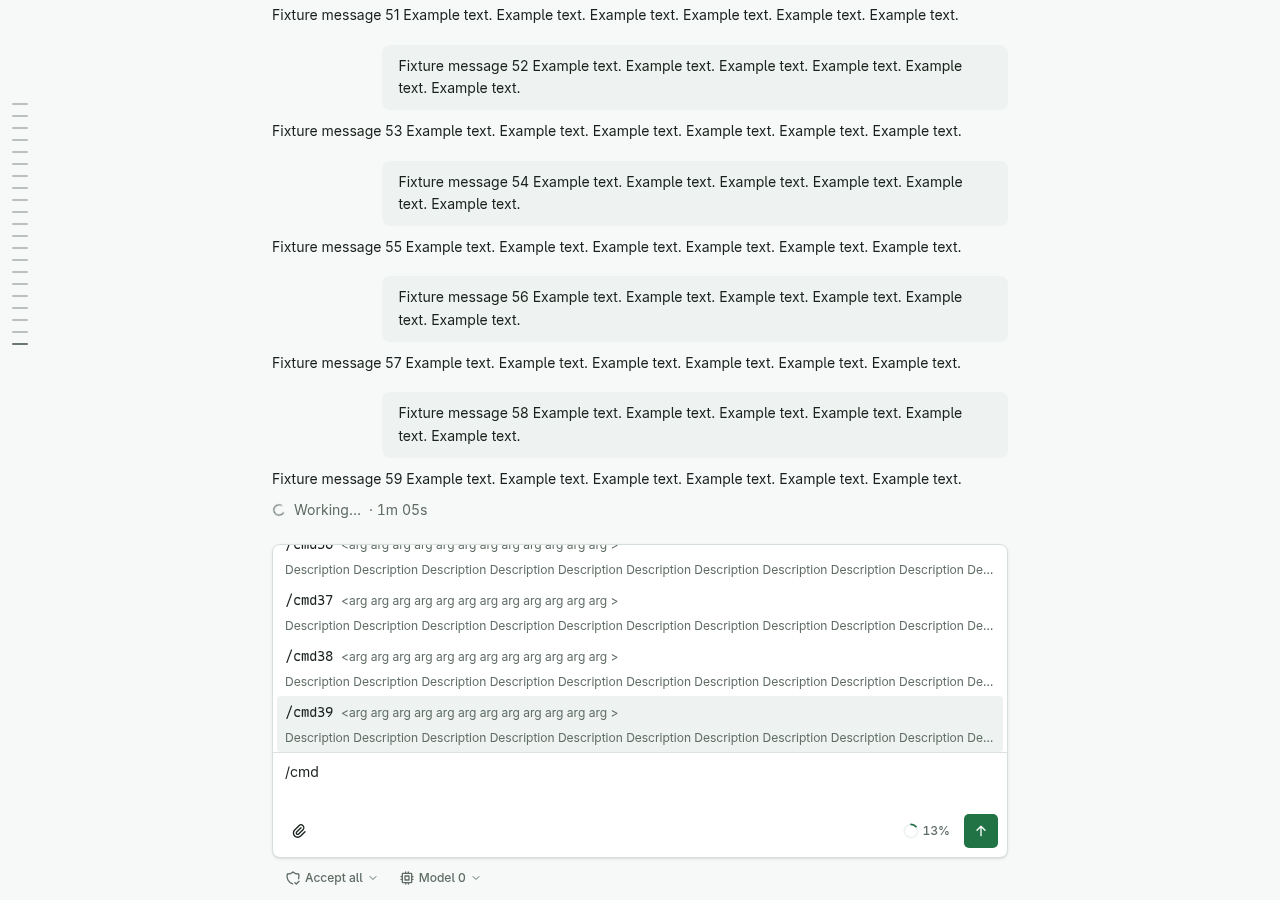 Fixture message 51 Example text. Example text. Example text. Example text. Example text. Example text.
Fixture message 52 Example text. Example text. Example text. Example text. Example
text. Example text.
Fixture message 53 Example text. Example text. Example text. Example text. Example text. Example text.
Fixture message 54 Example text. Example text. Example text. Example text. Example
text. Example text.
Fixture message 55 Example text. Example text. Example text. Example text. Example text. Example text.
Fixture message 56 Example text. Example text. Example text. Example text. Example
text. Example text.
Fixture message 57 Example text. Example text. Example text. Example text. Example text. Example text.
Fixture message 58 Example text. Example text. Example text. Example text. Example
text. Example text.
Fixture message 59 Example text. Example text. Example text. Example text. Example text. Example text.
Working... · 1m 05s
<arg arg arg arg arg arg arg arg arg arg arg arg >
Description Description Description Description Description Description Description Description Description Description De...
/cmd37 <arg arg arg arg arg arg arg arg arg arg arg arg >
Description Description Description Description Description Description Description Description Description Description De...
/cmd38 <arg arg arg arg arg arg arg arg arg arg arg arg >
Description Description Description Description Description Description Description Description Description Description De...
/cmd39 <arg arg arg arg arg arg arg arg arg arg arg arg >
Description Description Description Description Description Description Description Description Description Description De...
/cmd
13%
Accept all
Model 0